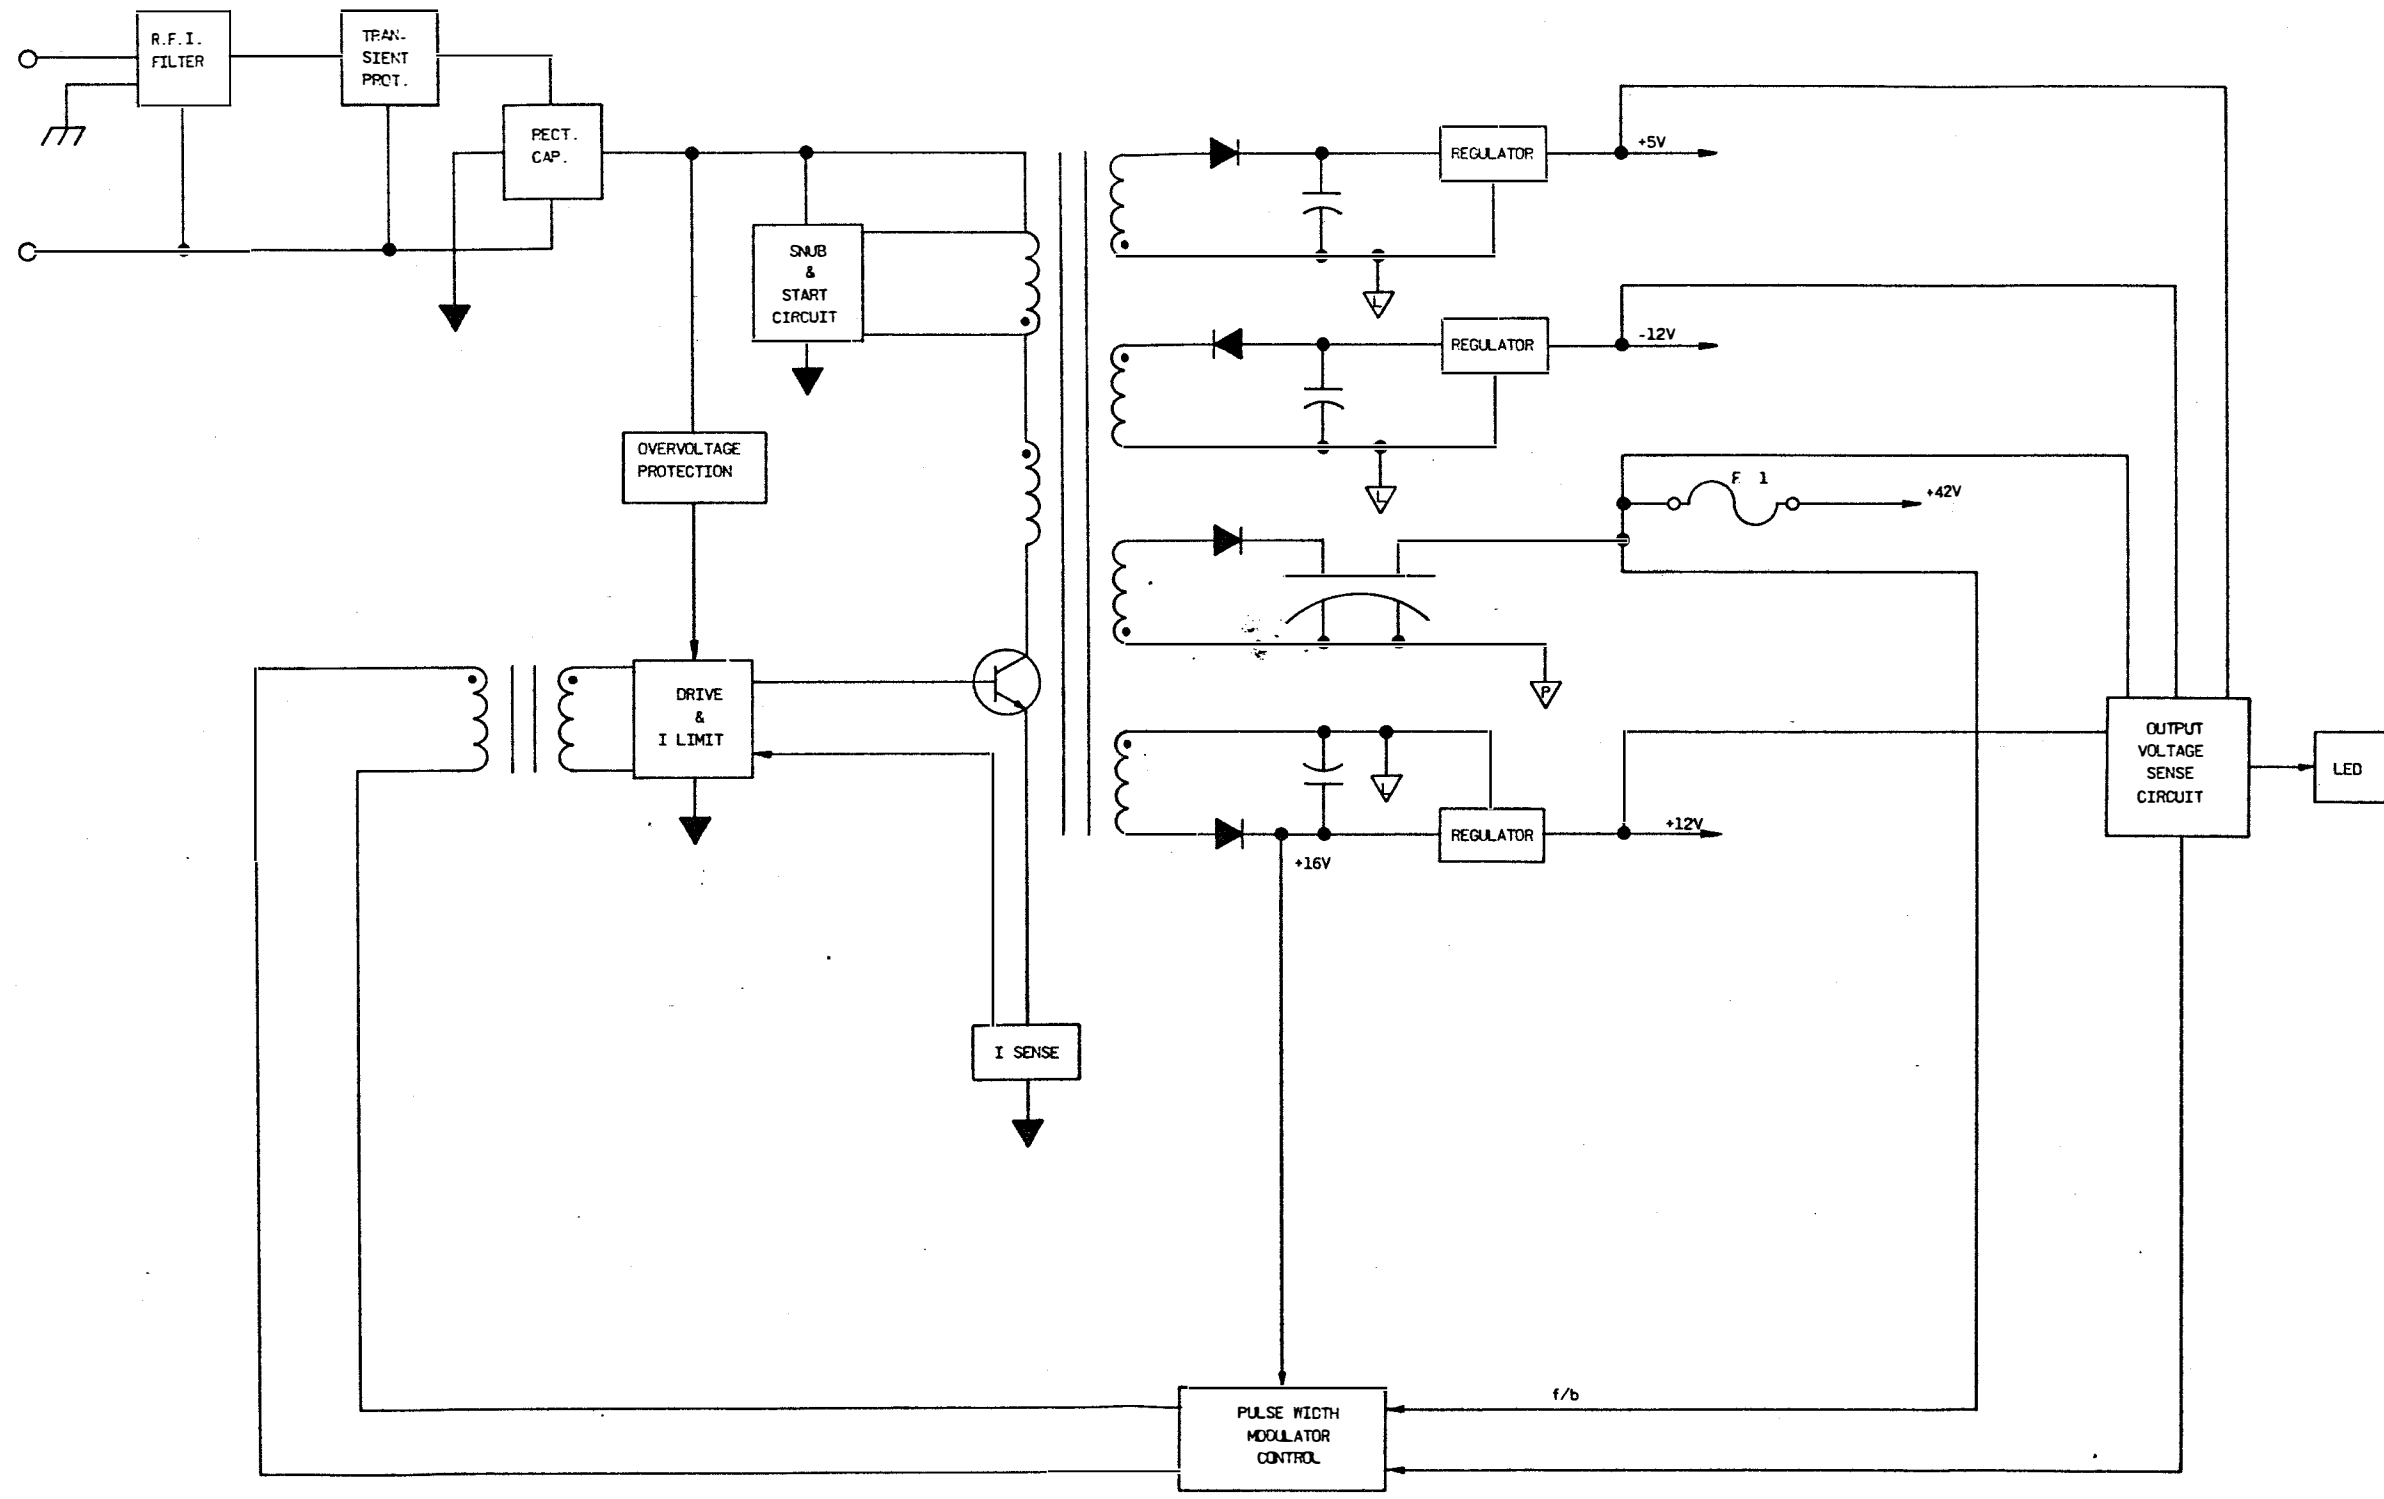 R.F.I.
FILTER
TRAN-
SIENT
PROT.
RECT.
CAP.
SNUB
&
START
CIRCUIT
OVERVOLTAGE
PROTECTION
DRIVE
&
I LIMIT
I SENSE
REGULATOR
+5V
L
REGULATOR
-12V
L
F 1
+42V
P
L
REGULATOR
+12V
+16V
OUTPUT
VOLTAGE
SENSE
CIRCUIT
LED
f/b
PULSE WIDTH
MODULATOR
CONTROL